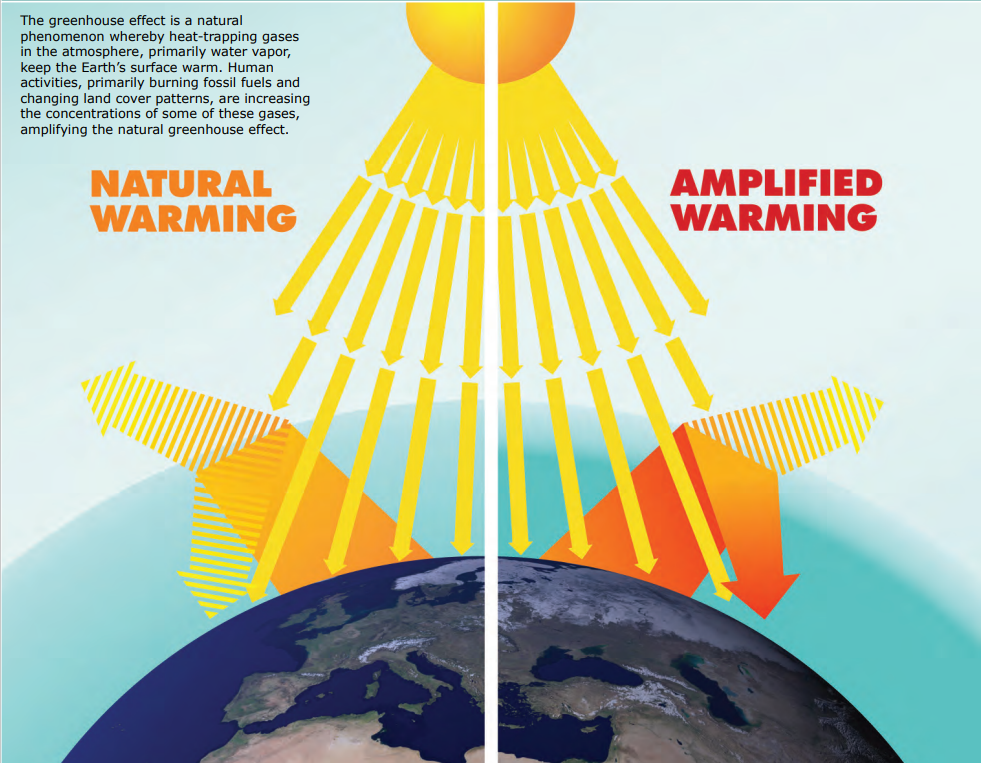 The greenhouse effect is a natural
phenomenon whereby heat-trapping gases
in the atmosphere, primarily water vapor,
keep the Earth’s surface warm. Human
activities, primarily burning fossil fuels and
changing land cover patterns, are increasing
the concentrations of some of these gases,
amplifying the natural greenhouse effect.
NATURAL
WARMING
AMPLIFIED
WARMING